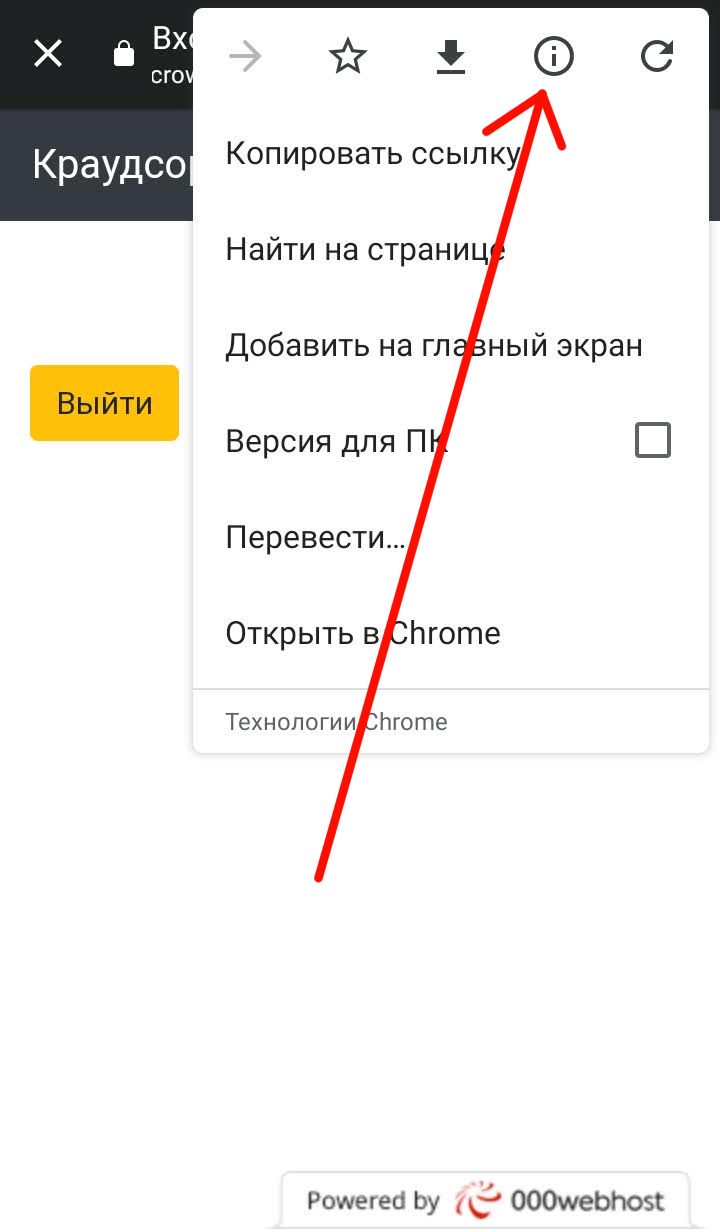 Вхо
crow
Краудсор
Копировать ссылку
Найти на странице
Добавить на главный экран
Выйти
Версия для ПК
Перевести...
Открыть в Chrome
Технологии Chrome
Powered by 000webhost